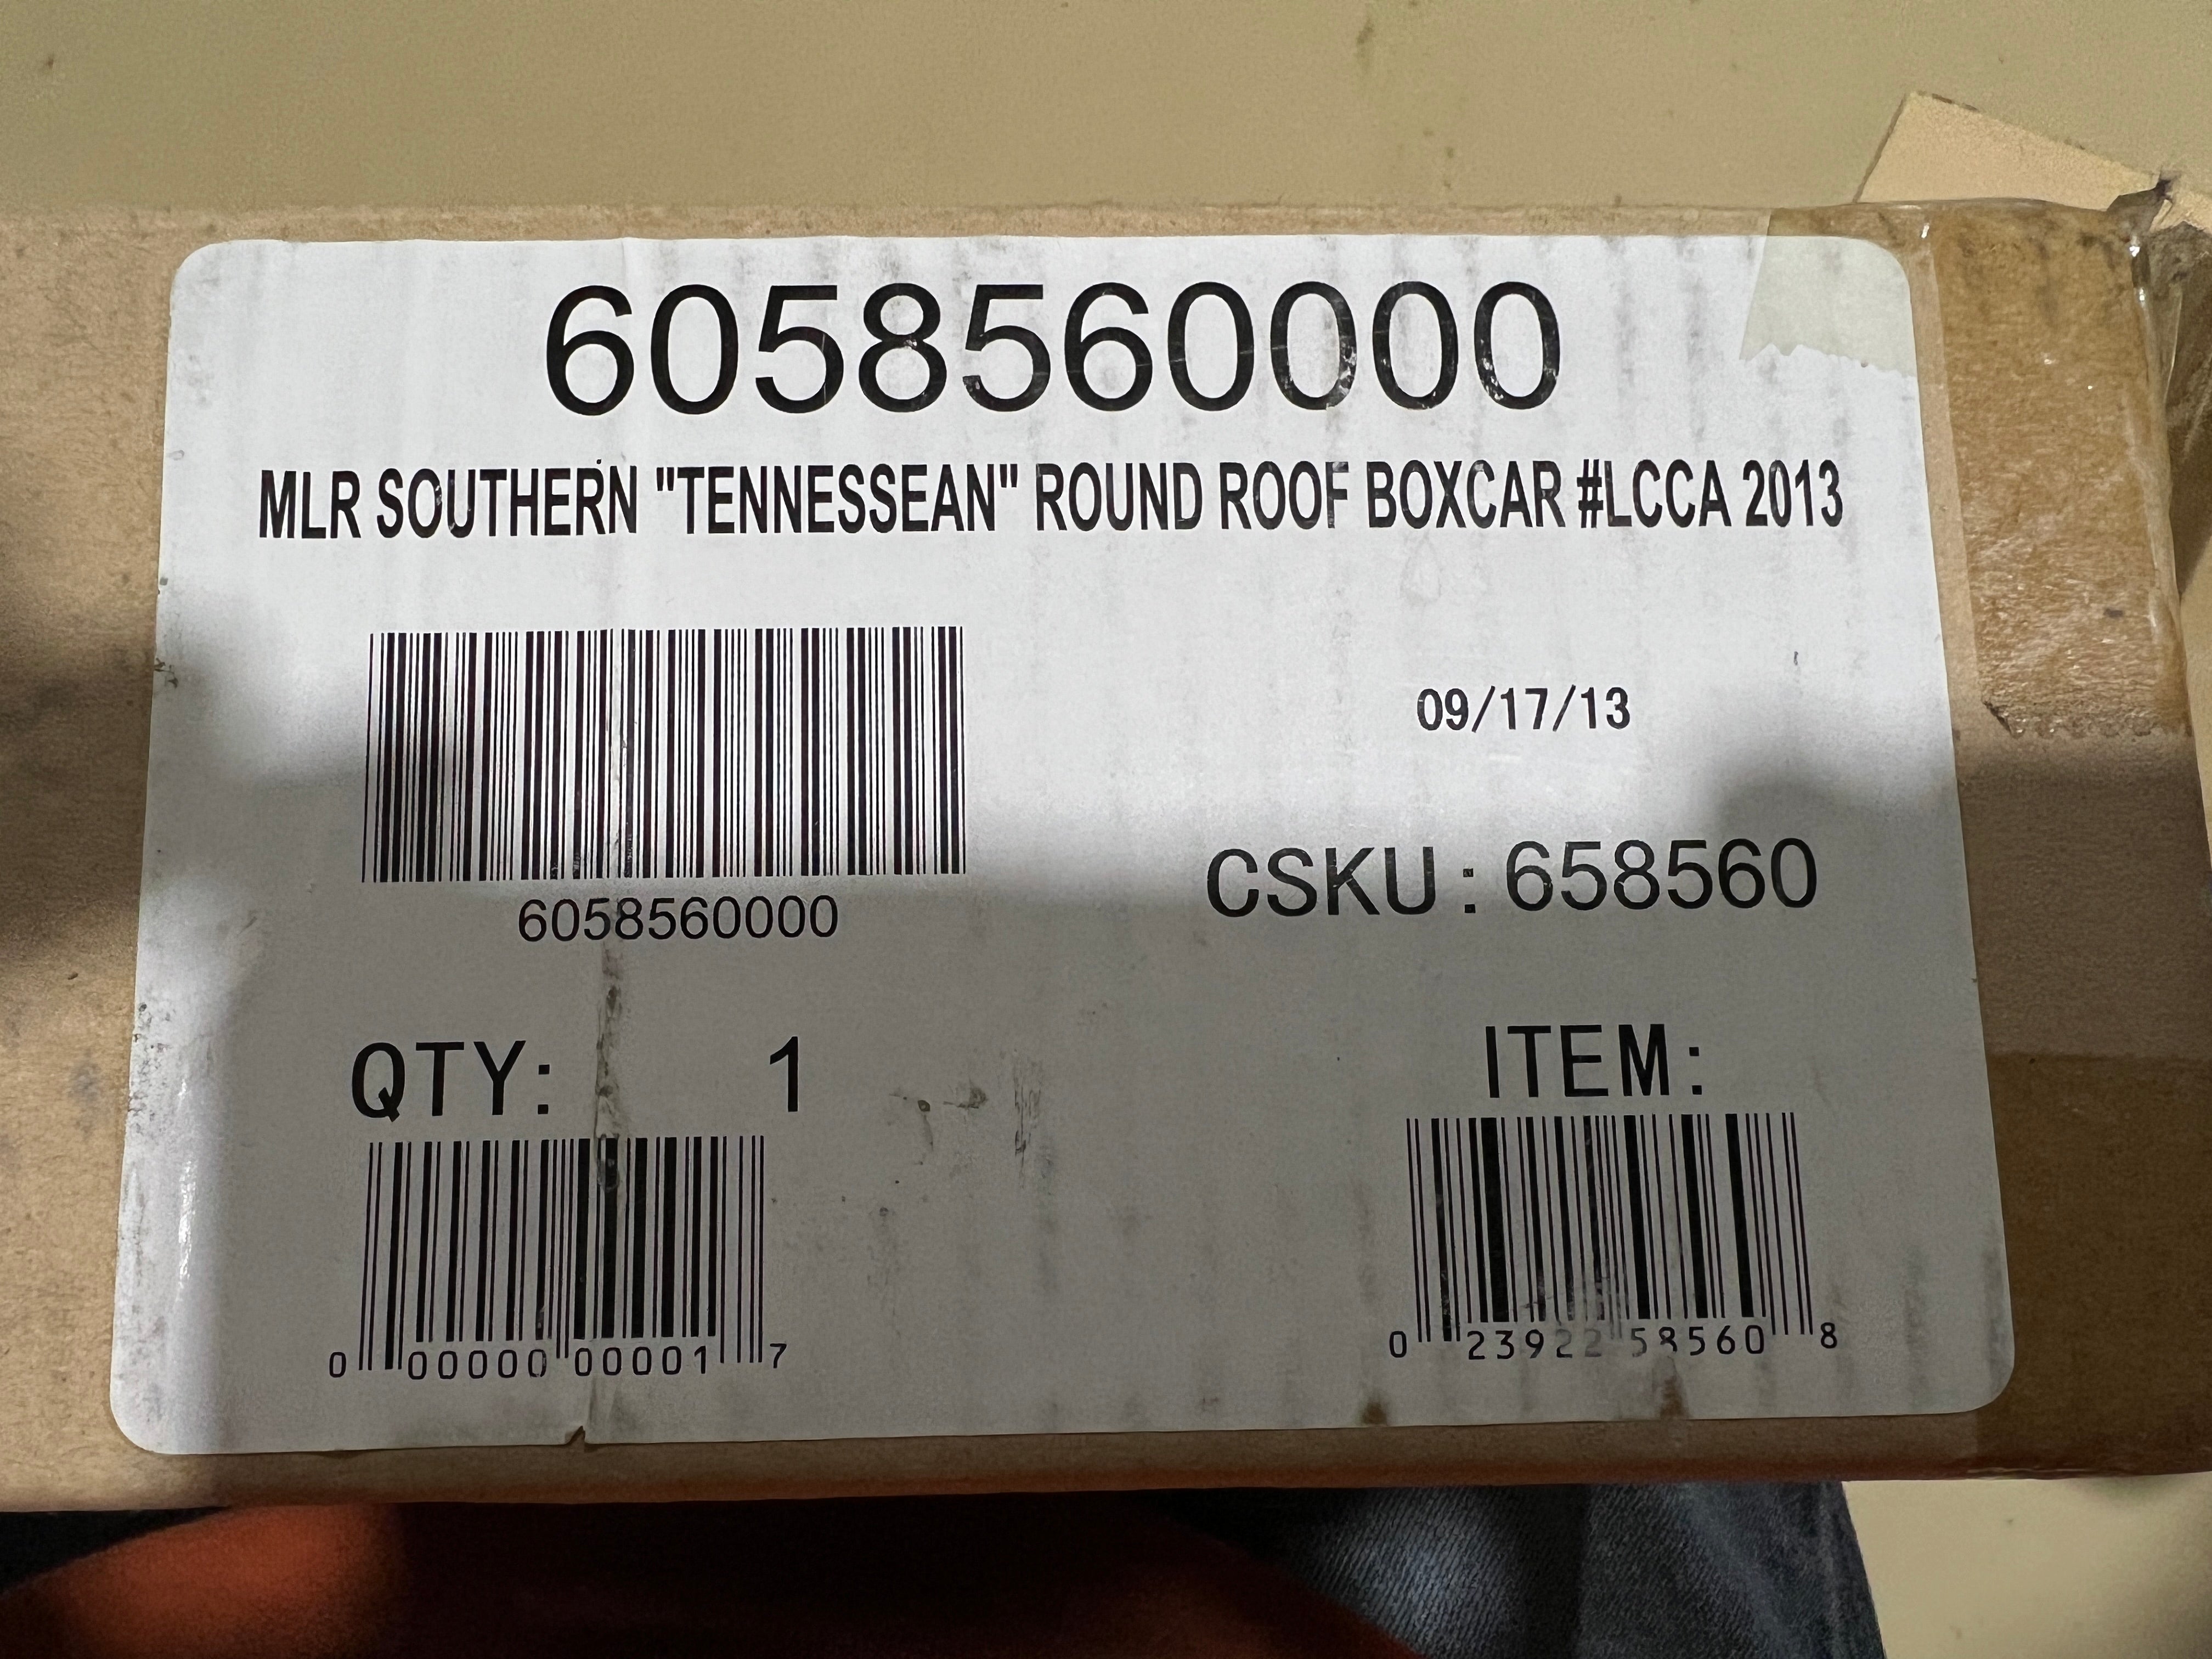 6058560000
MLR SOUTHERN "TENNESSEAN" ROUND ROOF BOXCAR #LCCA 2013
09/17/13
6058560000
CSKU: 658560
QTY: 1
ITEM:
0 00000 00001 7
0 23922 58560 8